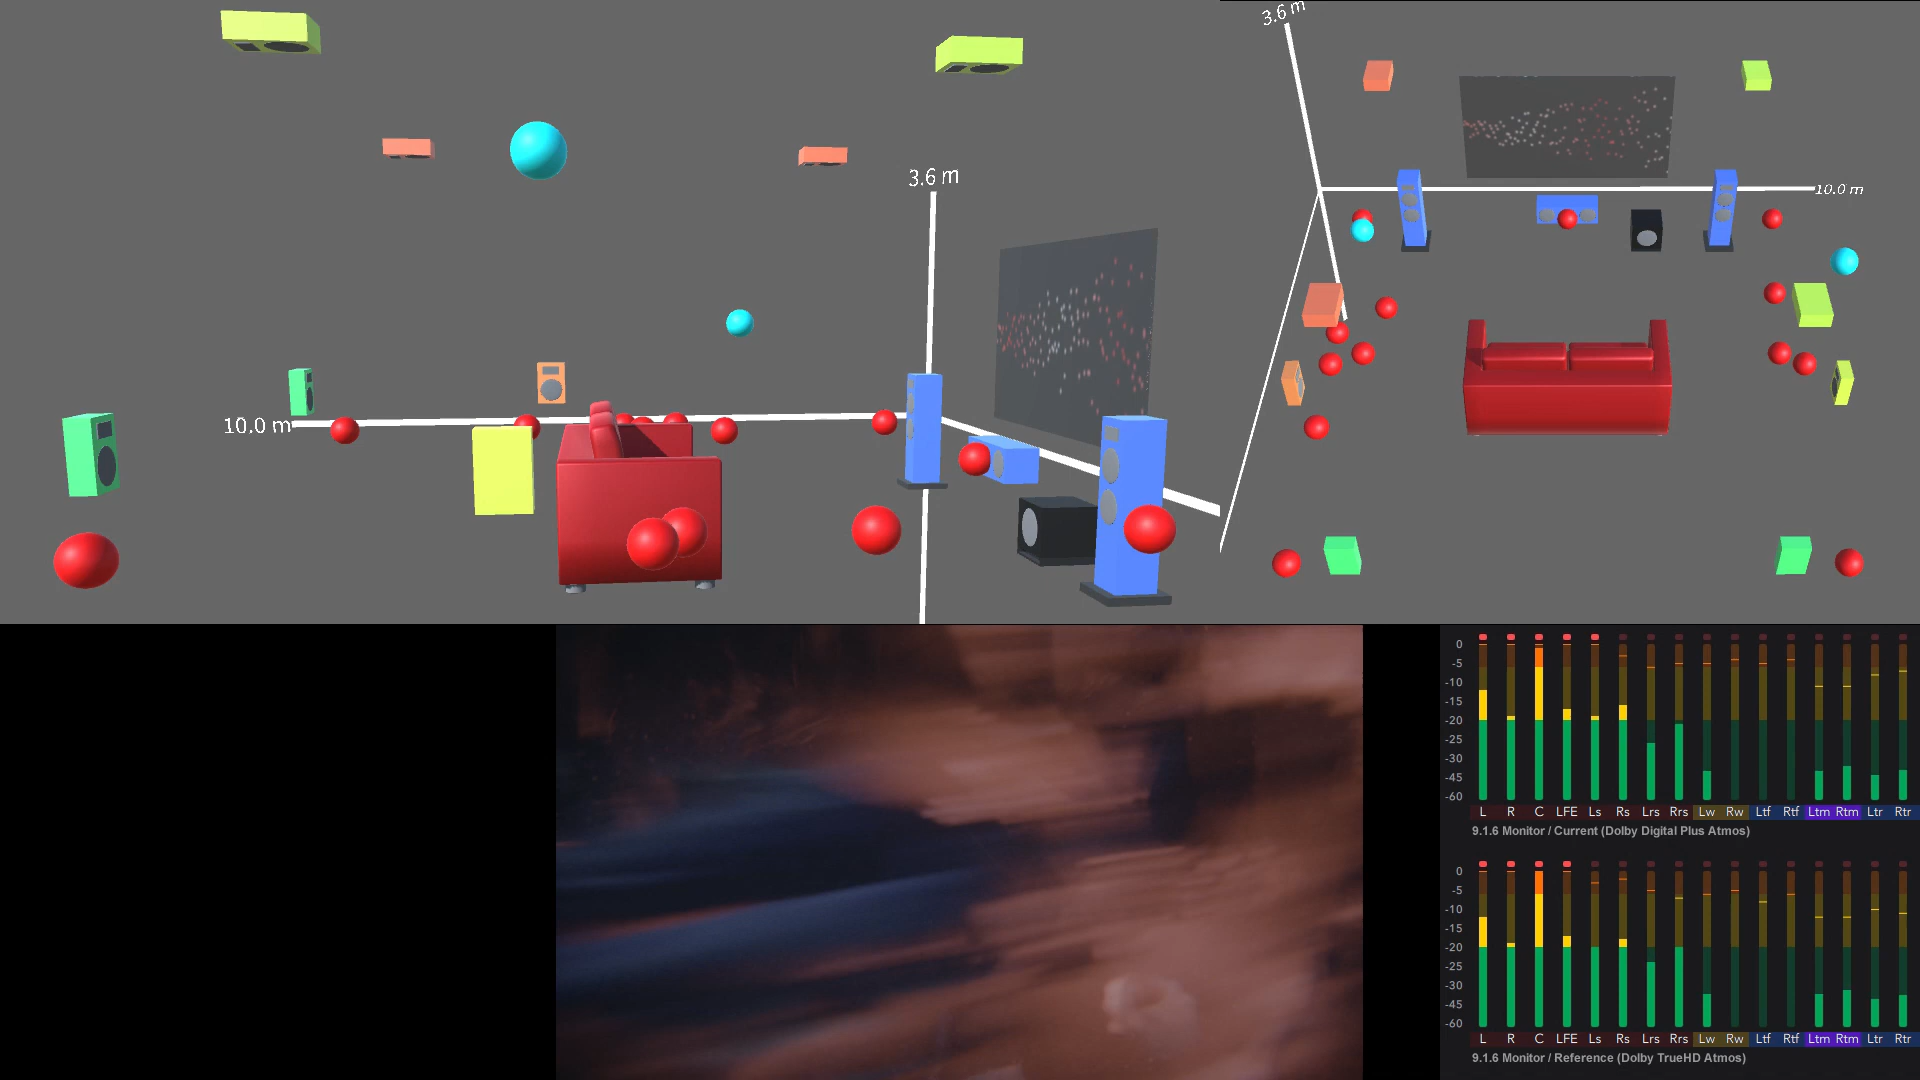 3.6 m
3.6 m
10.0 m
10.0 m
0
-5
-10
-15
-20
-25
-30
-45
-60
L R C LFE Ls Rs Lrs Rrs Lw Rw Ltf Rtf Ltm Rtm Ltr Rtr
9.1.6 Monitor / Current (Dolby Digital Plus Atmos)
0
-5
-10
-15
-20
-25
-30
-45
-60
L R C LFE Ls Rs Lrs Rrs Lw Rw Ltf Rtf Ltm Rtm Ltr Rtr
9.1.6 Monitor / Reference (Dolby TrueHD Atmos)